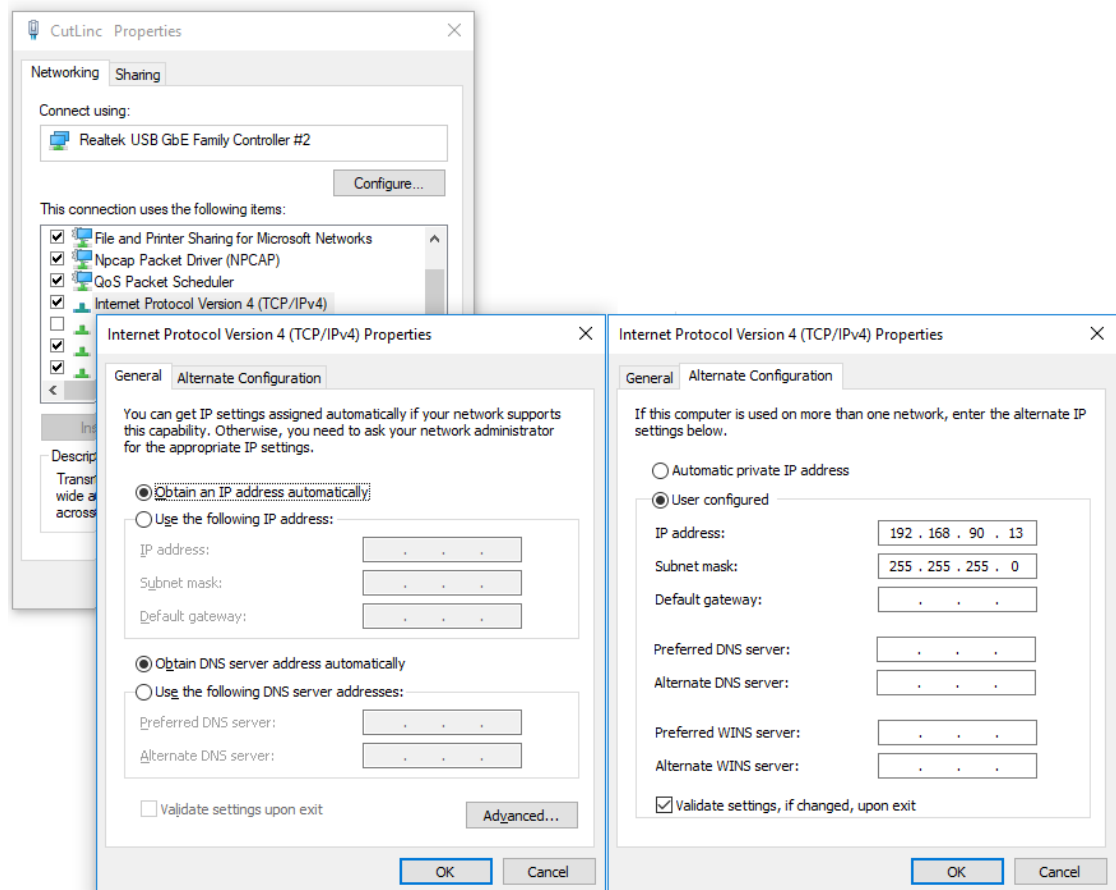 CutLinc Properties
Networking
Sharing
Connect using:
Realtek USB GbE Family Controller #2
Configure...
This connection uses the following items:
File and Printer Sharing for Microsoft Networks
Npcap Packet Driver (NPCAP)
QoS Packet Scheduler
Internet Protocol Version 4 (TCP/IPv4)
Internet Protocol Version 4 (TCP/IPv4) Properties
General
Alternate Configuration
You can get IP settings assigned automatically if your network supports
this capability. Otherwise, you need to ask your network administrator
for the appropriate IP settings.
Obtain an IP address automatically
Use the following IP address:
IP address:
Subnet mask:
Default gateway:
Obtain DNS server address automatically
Use the following DNS server addresses:
Preferred DNS server:
Alternate DNS server:
Validate settings upon exit
Advanced...
OK
Cancel
Internet Protocol Version 4 (TCP/IPv4) Properties
General
Alternate Configuration
If this computer is used on more than one network, enter the alternate IP
settings below.
Automatic private IP address
User configured
IP address:
192 . 168 . 90 . 13
Subnet mask:
255 . 255 . 255 . 0
Default gateway:
Preferred DNS server:
Alternate DNS server:
Preferred WINS server:
Alternate WINS server:
Validate settings, if changed, upon exit
OK
Cancel